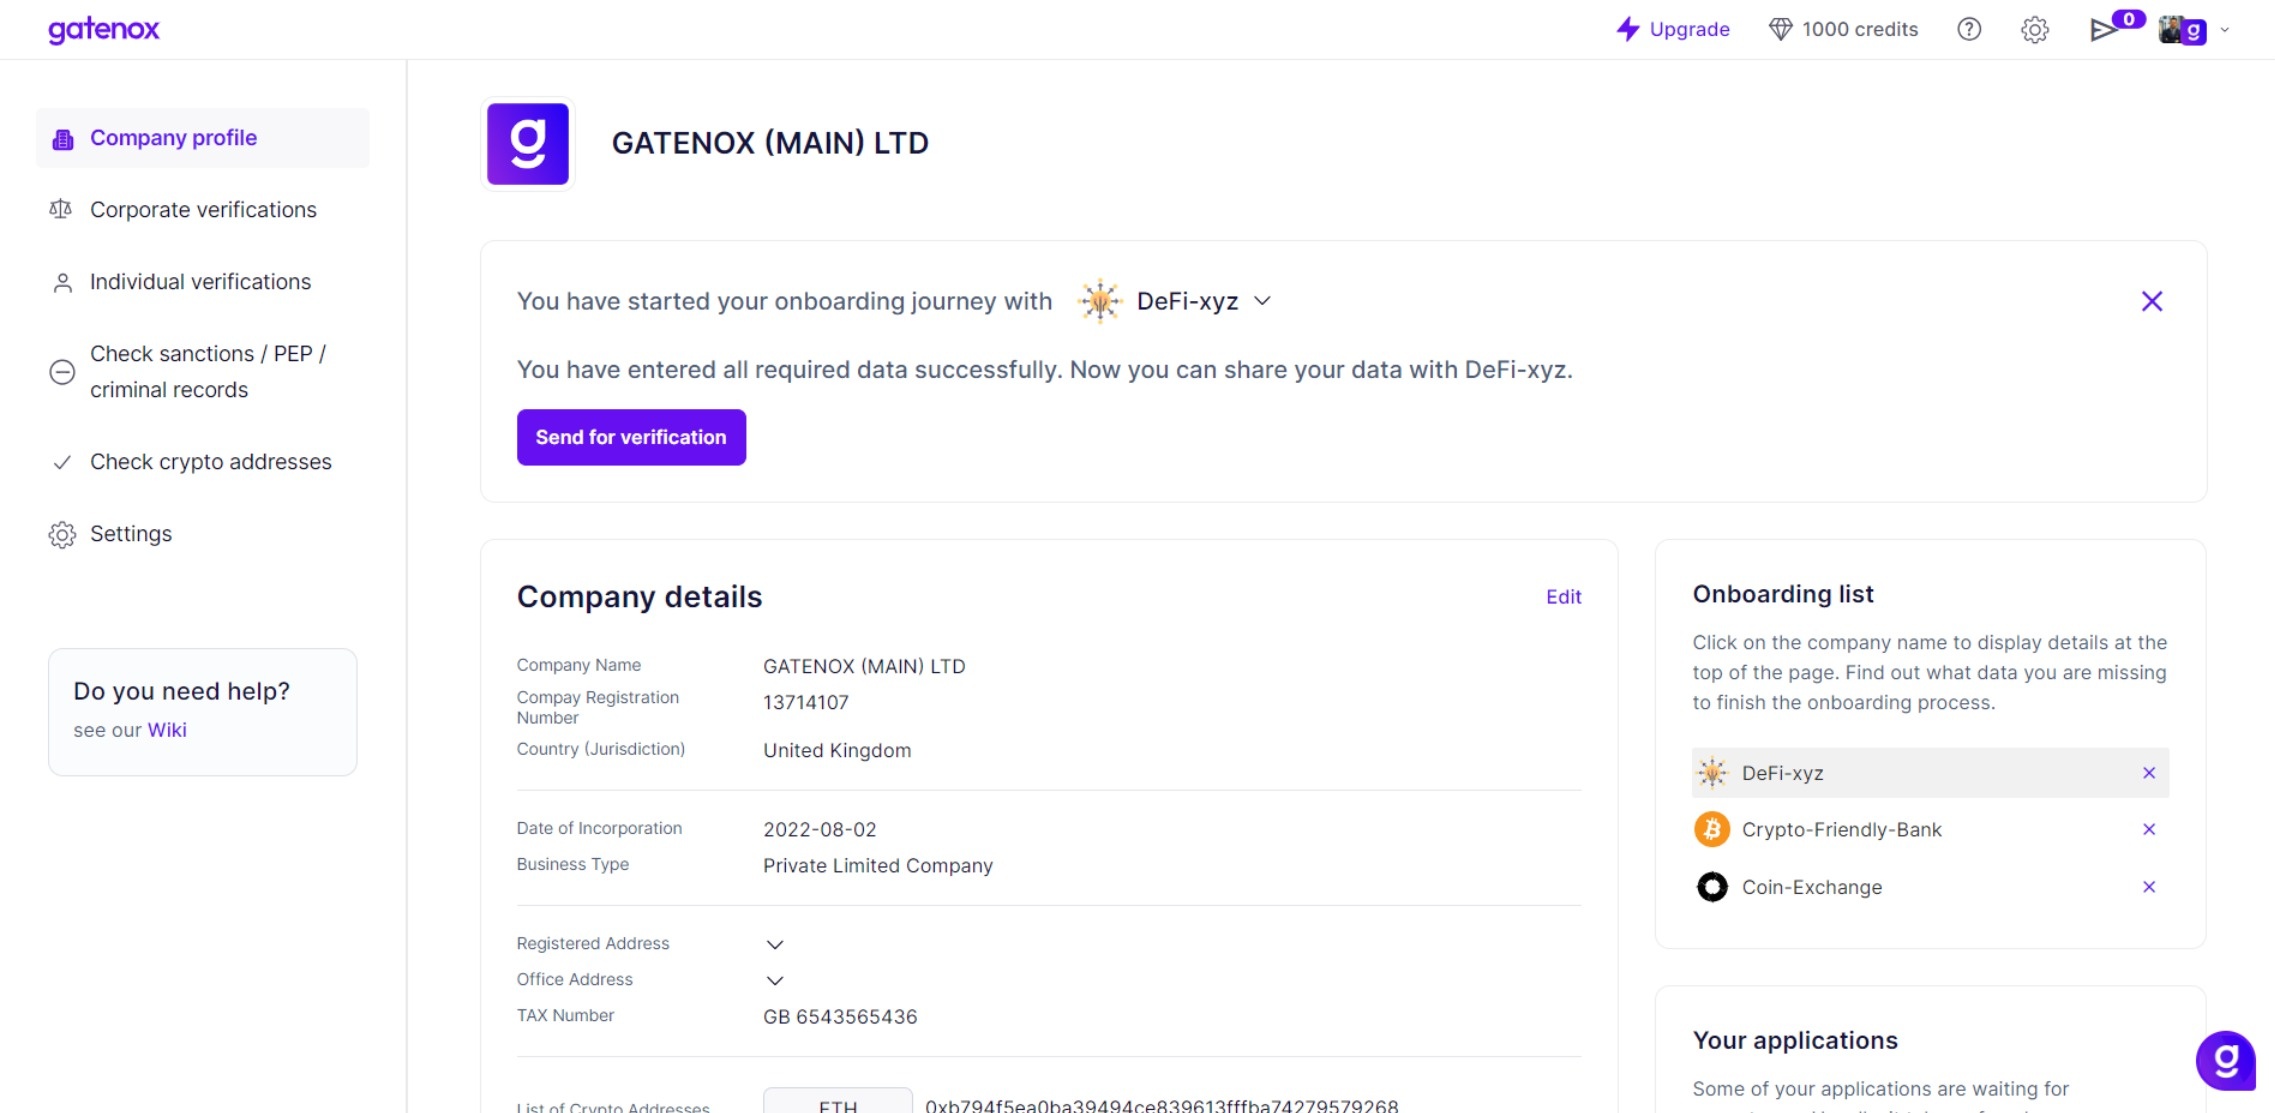 gatenox
Upgrade
1000 credits
0
g
Company profile
Corporate verifications
Individual verifications
Check sanctions / PEP /
criminal records
Check crypto addresses
Settings
Do you need help?
see our Wiki
g
GATENOX (MAIN) LTD
You have started your onboarding journey with DeFi-xyz
You have entered all required data successfully. Now you can share your data with DeFi-xyz.
Send for verification
Company details
Edit
Company Name GATENOX (MAIN) LTD
Compay Registration
Number
13714107
Country (Jurisdiction) United Kingdom
Date of Incorporation 2022-08-02
Business Type Private Limited Company
Registered Address
Office Address
TAX Number GB 6543565436
List of Crypto Addresses ETH 0xb794f5ea0ba39494ce839613fffba74279579268
Onboarding list
Click on the company name to display details at the
top of the page. Find out what data you are missing
to finish the onboarding process.
DeFi-xyz
Crypto-Friendly-Bank
Coin-Exchange
Your applications
Some of your applications are waiting for
g